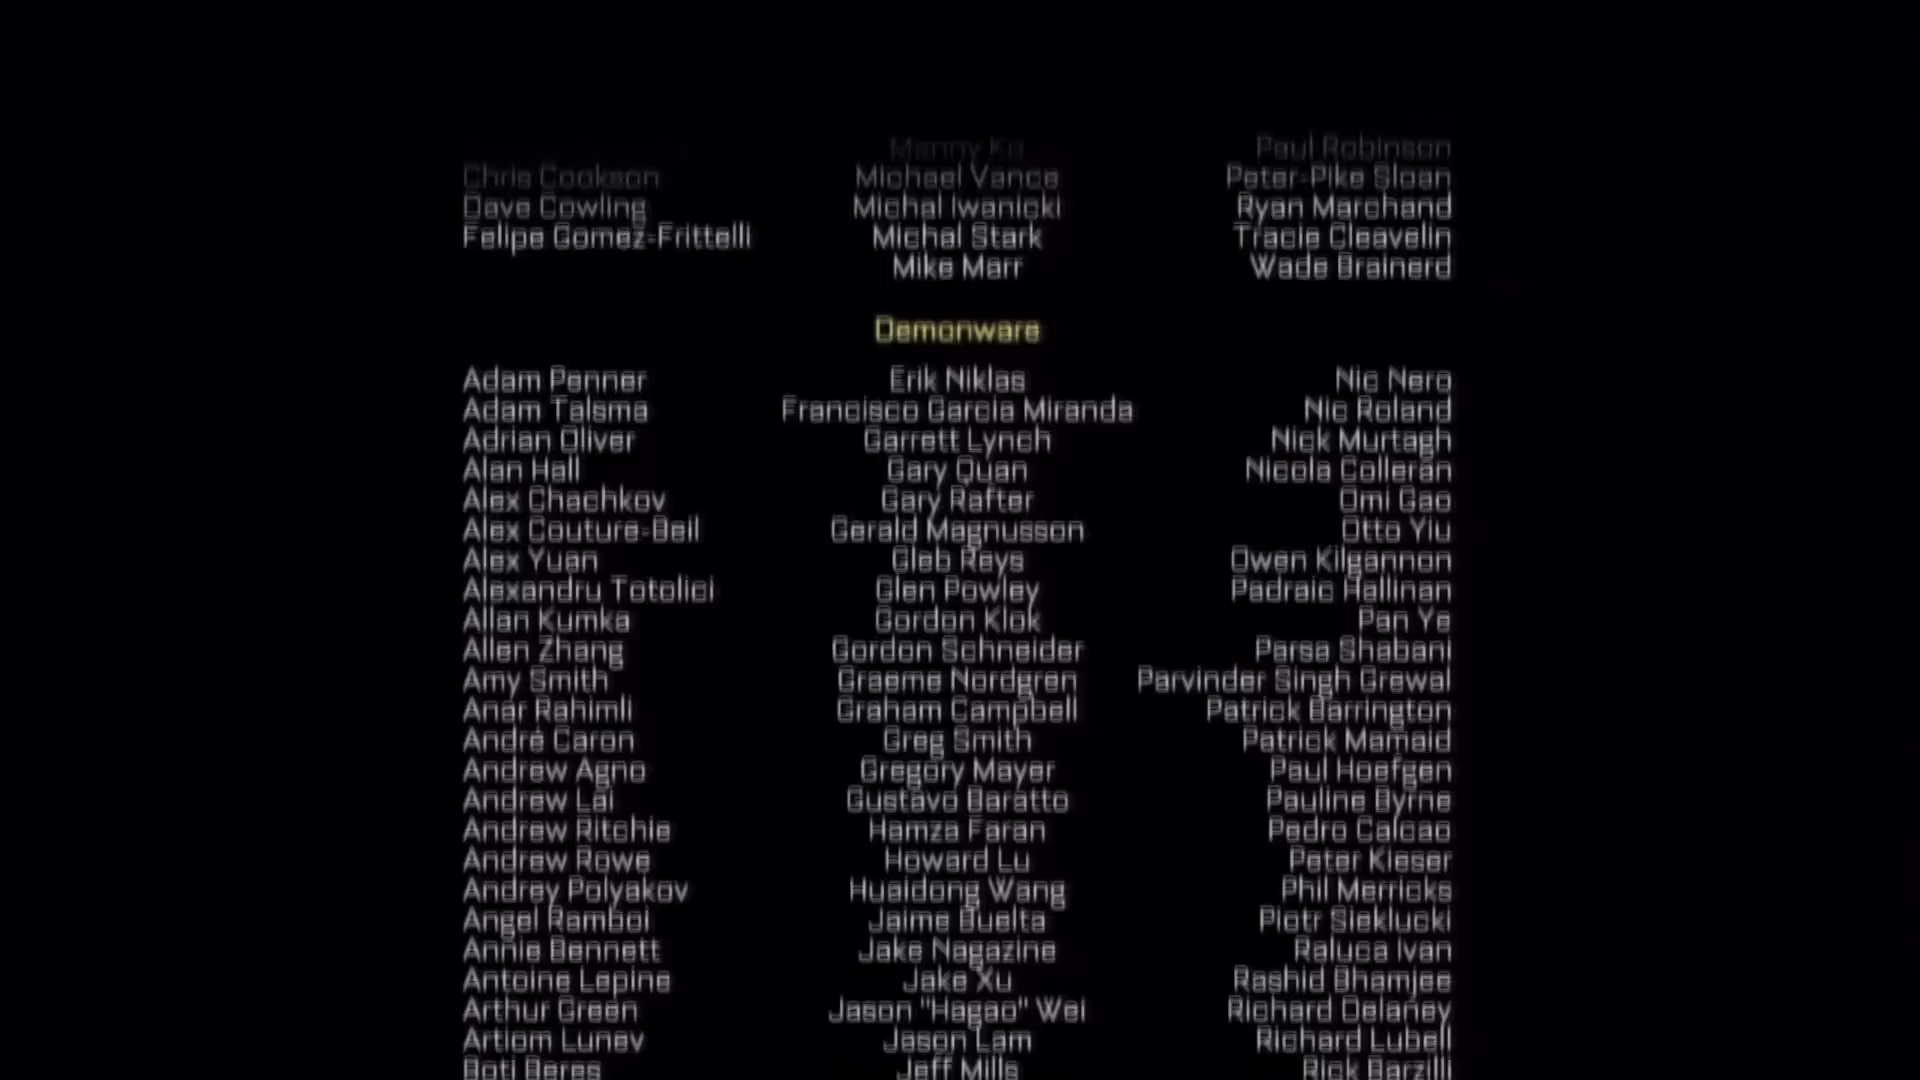 Manny Ko Paul Robinson
Chris Cookson Michael Vance Peter-Pike Sloan
Dave Cowling Michal Iwanicki Ryan Marchand
Felipe Gomez-Frittelli Michal Stark Tracie Cleavelin
Mike Marr Wade Brainerd
Demonware
Adam Penner Erik Niklas Nic Nero
Adam Talsma Francisco Garcia Miranda Nic Roland
Adrian Oliver Garrett Lynch Nick Murtagh
Alan Hall Gary Quan Nicola Colleran
Alex Chachkov Gary Rafter Omi Gao
Alex Couture-Beil Gerald Magnusson Otto Yiu
Alex Yuan Gleb Reys Owen Kilgannon
Alexandru Totolici Glen Powley Padraic Hallinan
Allan Kumka Gordon Klok Pan Ye
Allen Zhang Gordon Schneider Parsa Shabani
Amy Smith Graeme Nordgren Parvinder Singh Grewal
Anar Rahimli Graham Campbell Patrick Barrington
André Caron Greg Smith Patrick Mamaid
Andrew Agno Gregory Mayer Paul Hoefgen
Andrew Lai Gustavo Baratto Pauline Byrne
Andrew Ritchie Hamza Faran Pedro Calcao
Andrew Rowe Howard Lu Peter Kieser
Andrey Polyakov Huaidong Wang Phil Merricks
Angel Ramboi Jaime Buelta Piotr Sieklucki
Annie Bennett Jake Nagazine Raluca Ivan
Antoine Lepine Jake Xu Rashid Bhamjee
Arthur Green Jason "Hagao" Wei Richard Delaney
Artiom Lunev Jason Lam Richard Lubell
Boti Beres Jeff Mills Rick Barzilli